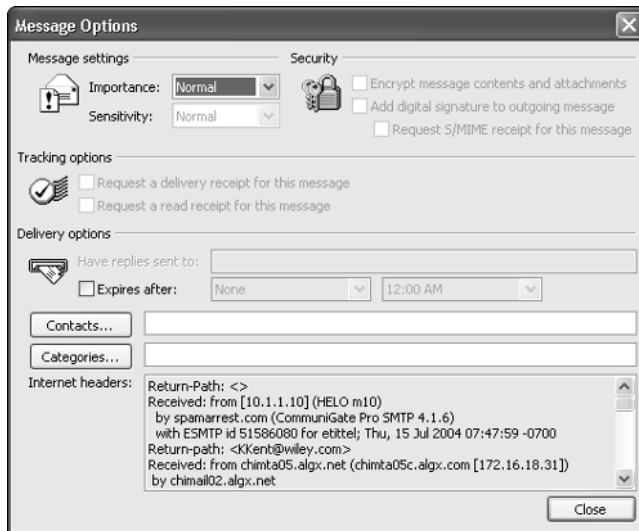 Message Options
Message settings
Security
Importance: Normal
Sensitivity: Normal
Encrypt message contents and attachments
Add digital signature to outgoing message
Request S/MIME receipt for this message
Tracking options
Request a delivery receipt for this message
Request a read receipt for this message
Delivery options
Have replies sent to:
Expires after: None 12:00 AM
Contacts...
Categories...
Internet headers:
Return-Path: <>
Received: from [10.1.1.10] (HELO m10)
by spamarrest.com (CommuniGate Pro SMTP 4.1.6)
with ESMTP id 51586080 for etittel; Thu, 15 Jul 2004 07:47:59 -0700
Return-path: <KKent@wiley.com>
Received: from chimta05.algx.net (chimta05c.algx.com [172.16.18.31])
by chimail02.algx.net
Close